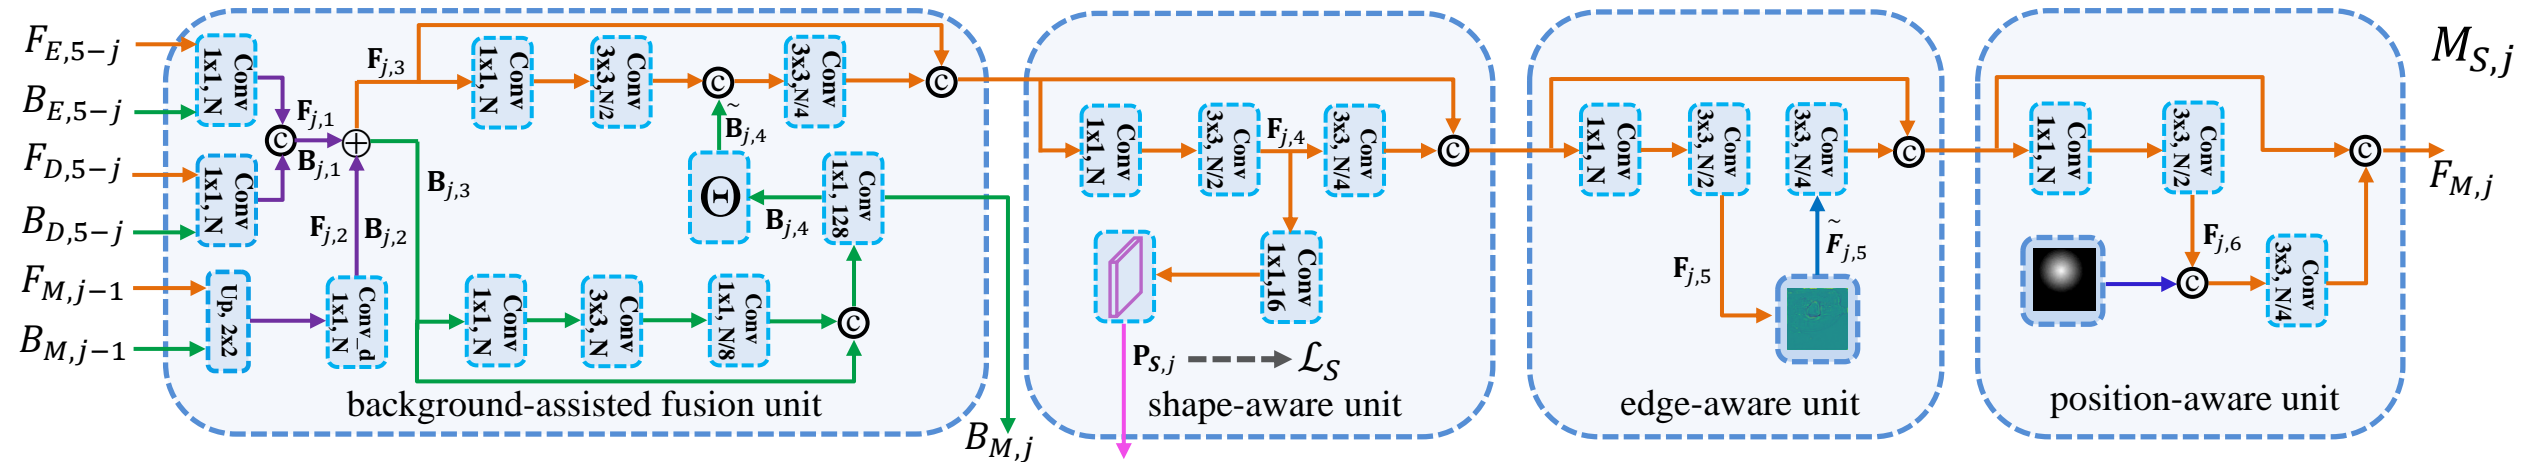 F_{E,5−j}
B_{E,5−j}
F_{D,5−j}
B_{D,5−j}
F_{M,j−1}
B_{M,j−1}
Conv
1x1, N
Conv
1x1, N
Up, 2x2
F_{j,1}
©
B_{j,1}
+
F_{j,2}
B_{j,2}
Conv_d
1x1, N
F_{j,3}
B_{j,3}
Conv
1x1, N
Conv
3x3, N/2
©
B̃_{j,4}
Conv
3x3, N/4
©
Θ
B_{j,4}
Conv
1x1, 128
Conv
1x1, N
Conv
3x3, N
Conv
1x1, N/8
©
background-assisted fusion unit
B_{M,j}
Conv
1x1, N
Conv
3x3, N/2
F_{j,4}
Conv
3x3, N/4
©
Conv
1x1,16
P_{S,j}
ℒ_S
shape-aware unit
Conv
1x1, N
Conv
3x3, N/2
Conv
3x3, N/4
©
F_{j,5}
F̃_{j,5}
edge-aware unit
Conv
1x1, N
Conv
3x3, N/2
F_{j,6}
©
Conv
3x3, N/4
©
position-aware unit
M_{S,j}
F_{M,j}